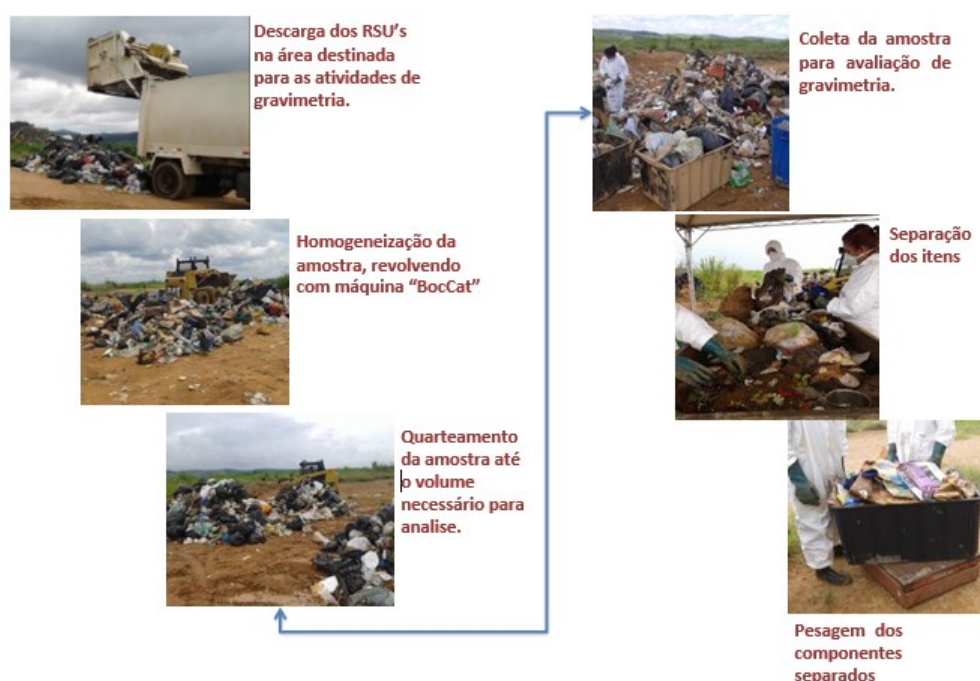 Descarga dos RSU's
na área destinada
para as atividades de
gravimetria.
Homogeneização da
amostra, revolvendo
com máquina “BocCat”
Quarteamento
da amostra até
o volume
necessário para
analise.
Coleta da amostra
para avaliação de
gravimetria.
Separação
dos itens
Pesagem dos
componentes
separados